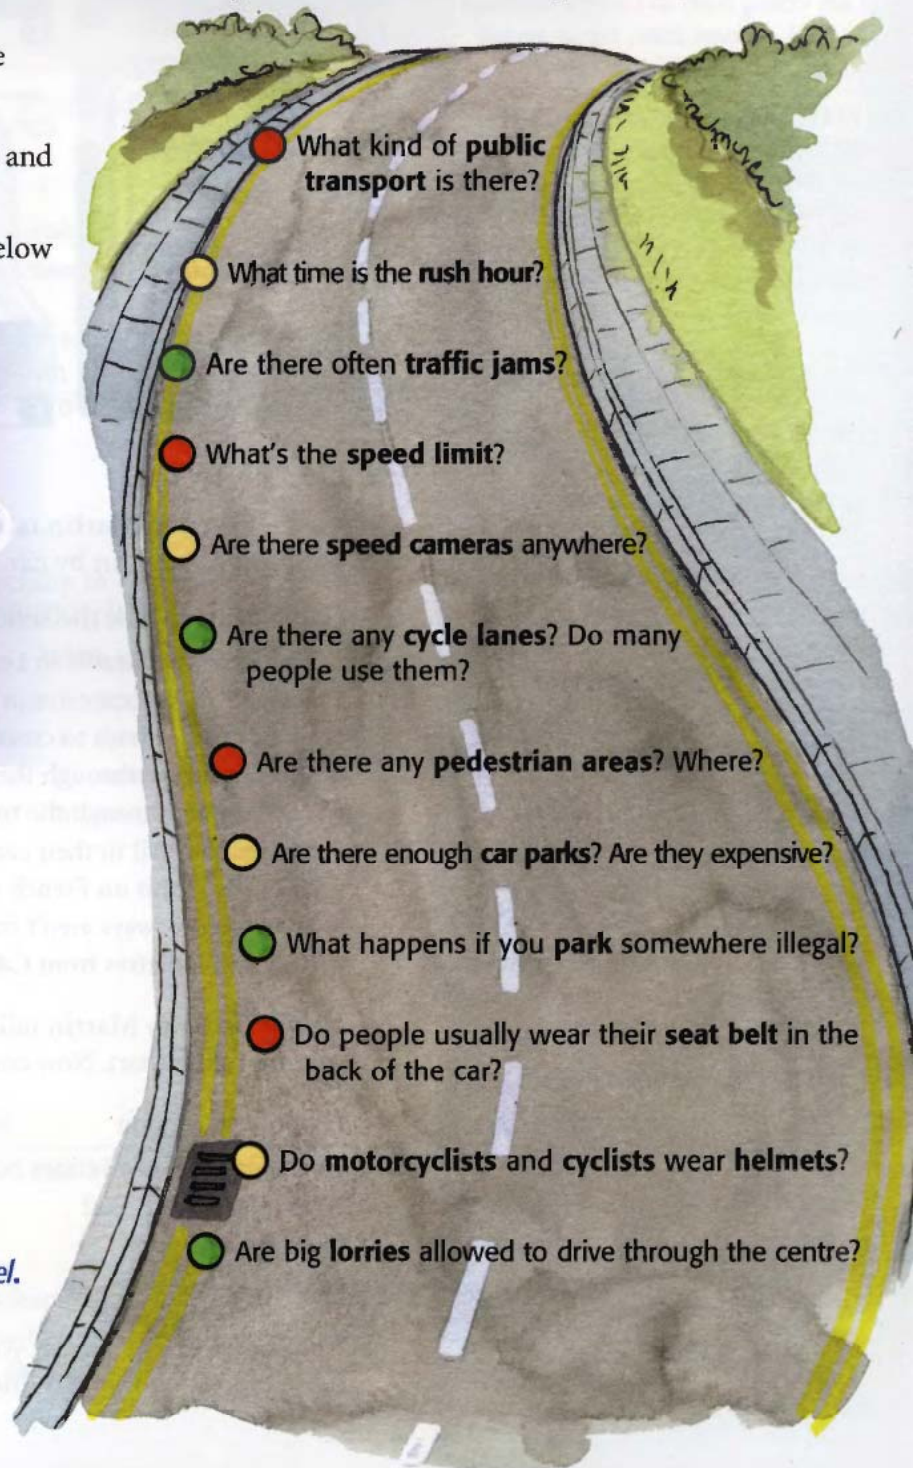 e
and
elow
What kind of public
transport is there?
What time is the rush hour?
Are there often traffic jams?
What's the speed limit?
Are there speed cameras anywhere?
Are there any cycle lanes? Do many
people use them?
Are there any pedestrian areas? Where?
Are there enough car parks? Are they expensive?
What happens if you park somewhere illegal?
Do people usually wear their seat belt in the
back of the car?
Do motorcyclists and cyclists wear helmets?
el.
Are big lorries allowed to drive through the centre?